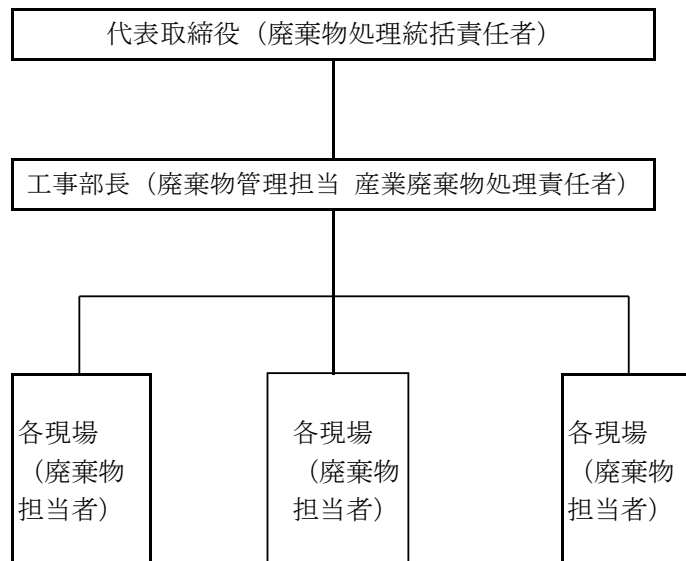 代表取締役（廃棄物処理統括責任者）
工事部長（廃棄物管理担当 産業廃棄物処理責任者）
各現場
（廃棄物
担当者）
各現場
（廃棄物
担当者）
各現場
（廃棄物
担当者）